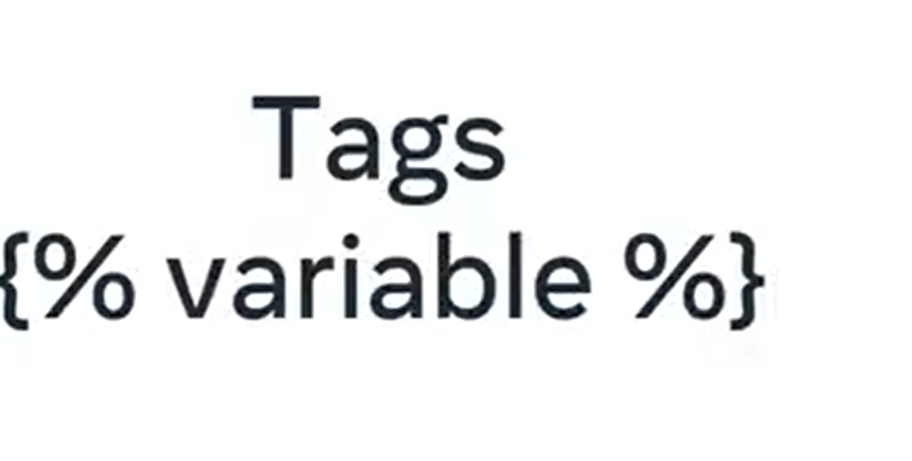 Tags
{% variable %}